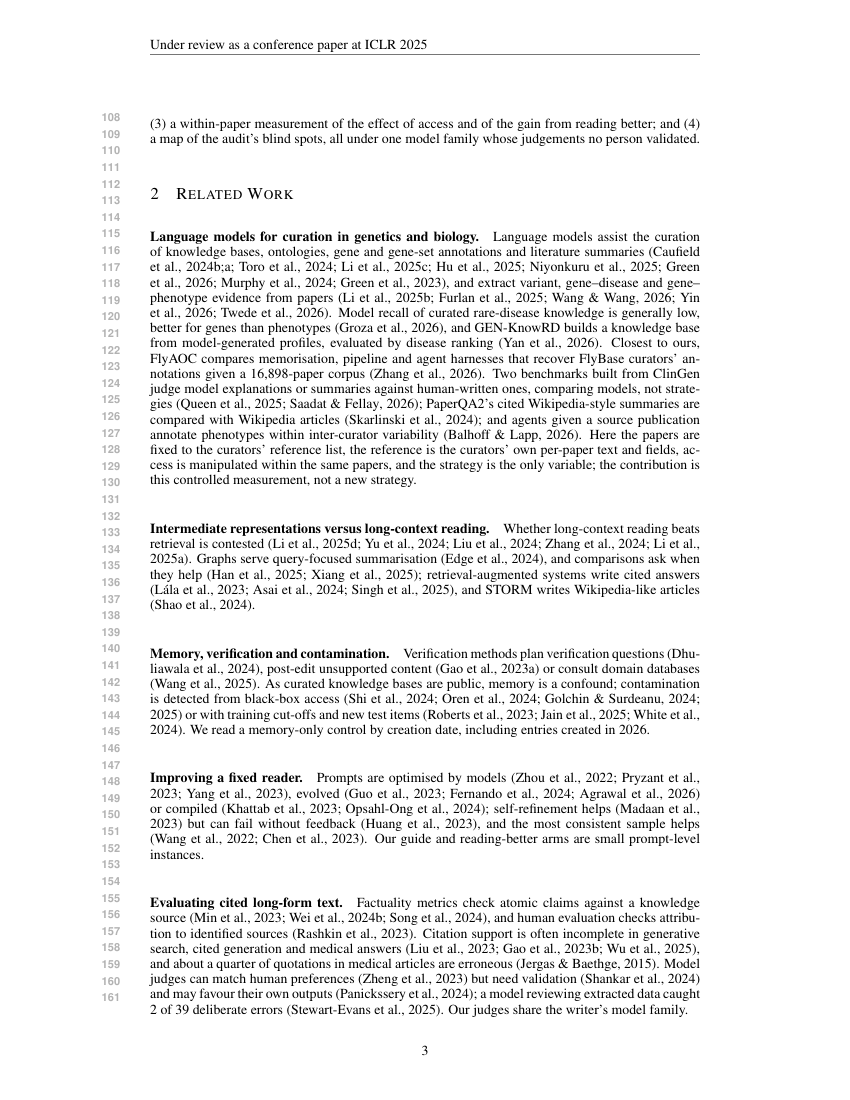 Under review as a conference paper at ICLR 2025
108
109
110
111
112
113
114
115
116
117
118
119
120
121
122
123
124
125
126
127
128
129
130
131
132
133
134
135
136
137
138
139
140
141
142
143
144
145
146
147
148
149
150
151
152
153
154
155
156
157
158
159
160
161
(3) a within-paper measurement of the effect of access and of the gain from reading better; and (4)
a map of the audit's blind spots, all under one model family whose judgements no person validated.
2 RELATED WORK
Language models for curation in genetics and biology. Language models assist the curation
of knowledge bases, ontologies, gene and gene-set annotations and literature summaries (Caufield
et al., 2024b;a; Toro et al., 2024; Li et al., 2025c; Hu et al., 2025; Niyonkuru et al., 2025; Green
et al., 2026; Murphy et al., 2024; Green et al., 2023), and extract variant, gene–disease and gene–
phenotype evidence from papers (Li et al., 2025b; Furlan et al., 2025; Wang & Wang, 2026; Yin
et al., 2026; Twede et al., 2026). Model recall of curated rare-disease knowledge is generally low,
better for genes than phenotypes (Groza et al., 2026), and GEN-KnowRD builds a knowledge base
from model-generated profiles, evaluated by disease ranking (Yan et al., 2026). Closest to ours,
FlyAOC compares memorisation, pipeline and agent harnesses that recover FlyBase curators' an-
notations given a 16,898-paper corpus (Zhang et al., 2026). Two benchmarks built from ClinGen
judge model explanations or summaries against human-written ones, comparing models, not strate-
gies (Queen et al., 2025; Saadat & Fellay, 2026); PaperQA2's cited Wikipedia-style summaries are
compared with Wikipedia articles (Skarlinski et al., 2024); and agents given a source publication
annotate phenotypes within inter-curator variability (Balhoff & Lapp, 2026). Here the papers are
fixed to the curators' reference list, the reference is the curators' own per-paper text and fields, ac-
cess is manipulated within the same papers, and the strategy is the only variable; the contribution is
this controlled measurement, not a new strategy.
Intermediate representations versus long-context reading. Whether long-context reading beats
retrieval is contested (Li et al., 2025d; Yu et al., 2024; Liu et al., 2024; Zhang et al., 2024; Li et al.,
2025a). Graphs serve query-focused summarisation (Edge et al., 2024), and comparisons ask when
they help (Han et al., 2025; Xiang et al., 2025); retrieval-augmented systems write cited answers
(Lála et al., 2023; Asai et al., 2024; Singh et al., 2025), and STORM writes Wikipedia-like articles
(Shao et al., 2024).
Memory, verification and contamination. Verification methods plan verification questions (Dhu-
liawala et al., 2024), post-edit unsupported content (Gao et al., 2023a) or consult domain databases
(Wang et al., 2025). As curated knowledge bases are public, memory is a confound; contamination
is detected from black-box access (Shi et al., 2024; Oren et al., 2024; Golchin & Surdeanu, 2024;
2025) or with training cut-offs and new test items (Roberts et al., 2023; Jain et al., 2025; White et al.,
2024). We read a memory-only control by creation date, including entries created in 2026.
Improving a fixed reader. Prompts are optimised by models (Zhou et al., 2022; Pryzant et al.,
2023; Yang et al., 2023), evolved (Guo et al., 2023; Fernando et al., 2024; Agrawal et al., 2026)
or compiled (Khattab et al., 2023; Opsahl-Ong et al., 2024); self-refinement helps (Madaan et al.,
2023) but can fail without feedback (Huang et al., 2023), and the most consistent sample helps
(Wang et al., 2022; Chen et al., 2023). Our guide and reading-better arms are small prompt-level
instances.
Evaluating cited long-form text. Factuality metrics check atomic claims against a knowledge
source (Min et al., 2023; Wei et al., 2024b; Song et al., 2024), and human evaluation checks attribu-
tion to identified sources (Rashkin et al., 2023). Citation support is often incomplete in generative
search, cited generation and medical answers (Liu et al., 2023; Gao et al., 2023b; Wu et al., 2025),
and about a quarter of quotations in medical articles are erroneous (Jergas & Baethge, 2015). Model
judges can match human preferences (Zheng et al., 2023) but need validation (Shankar et al., 2024)
and may favour their own outputs (Panickssery et al., 2024); a model reviewing extracted data caught
2 of 39 deliberate errors (Stewart-Evans et al., 2025). Our judges share the writer's model family.
3